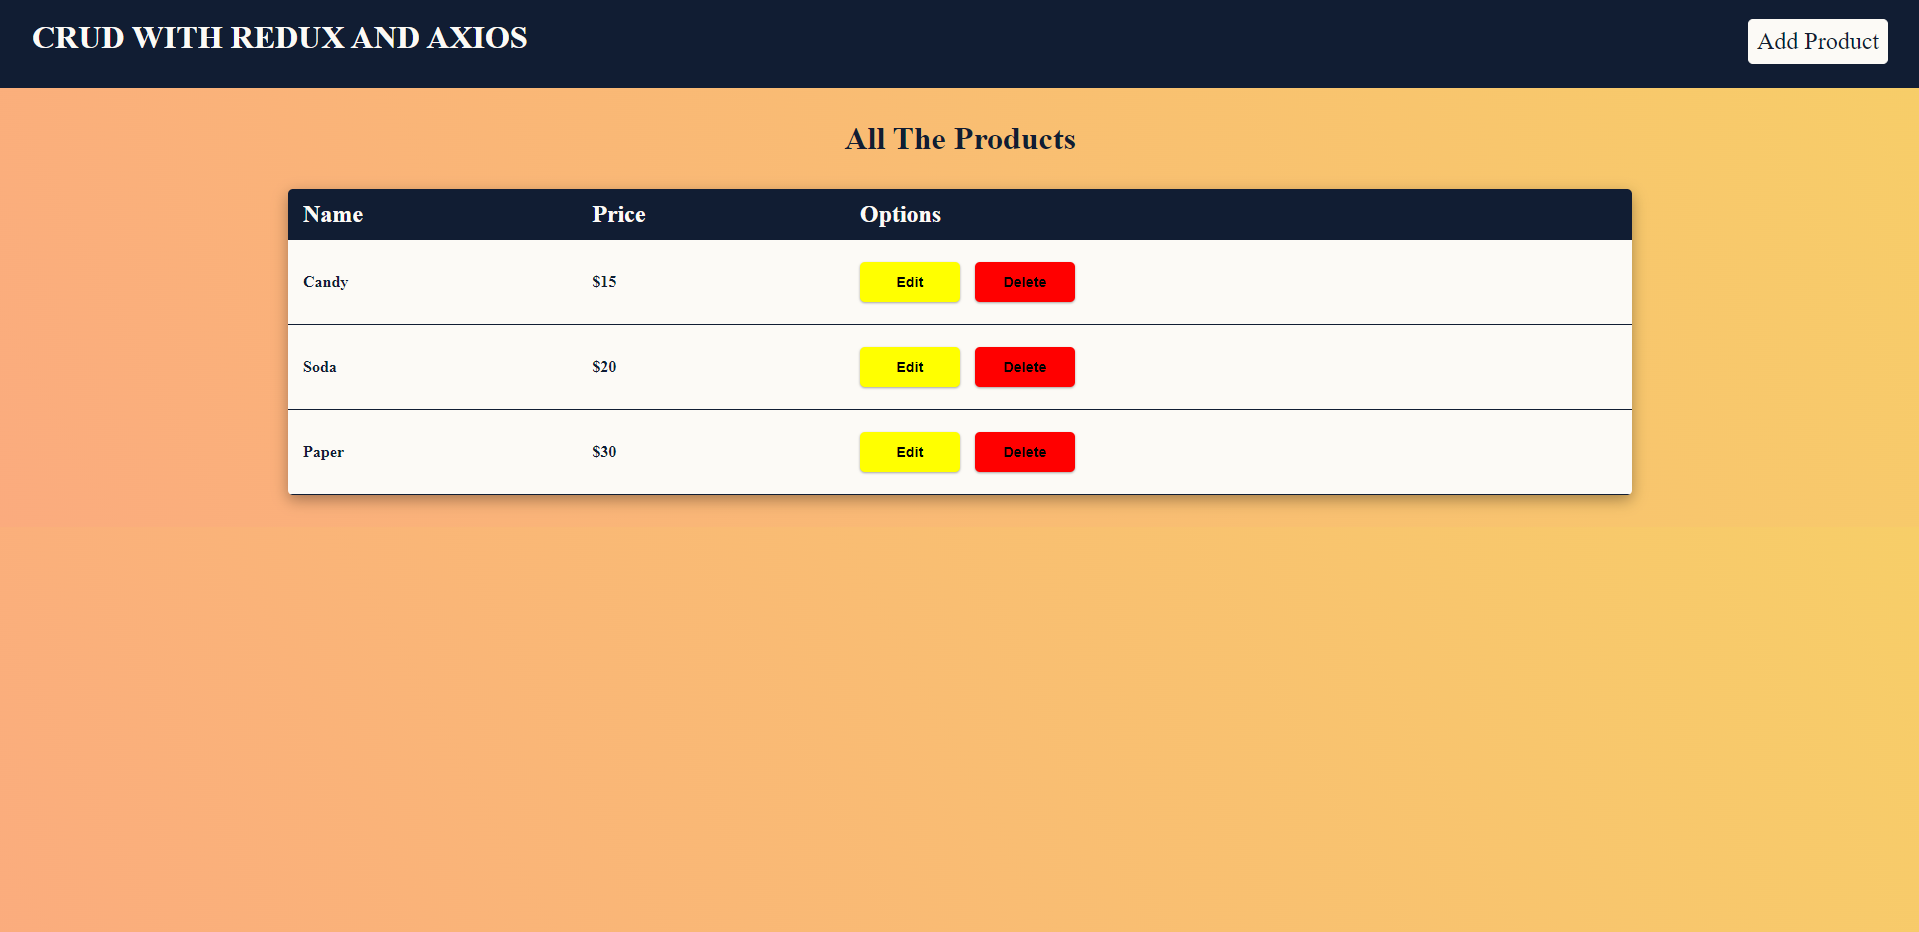 CRUD WITH REDUX AND AXIOS
Add Product
All The Products
Name Price Options
Candy $15 Edit Delete
Soda $20 Edit Delete
Paper $30 Edit Delete